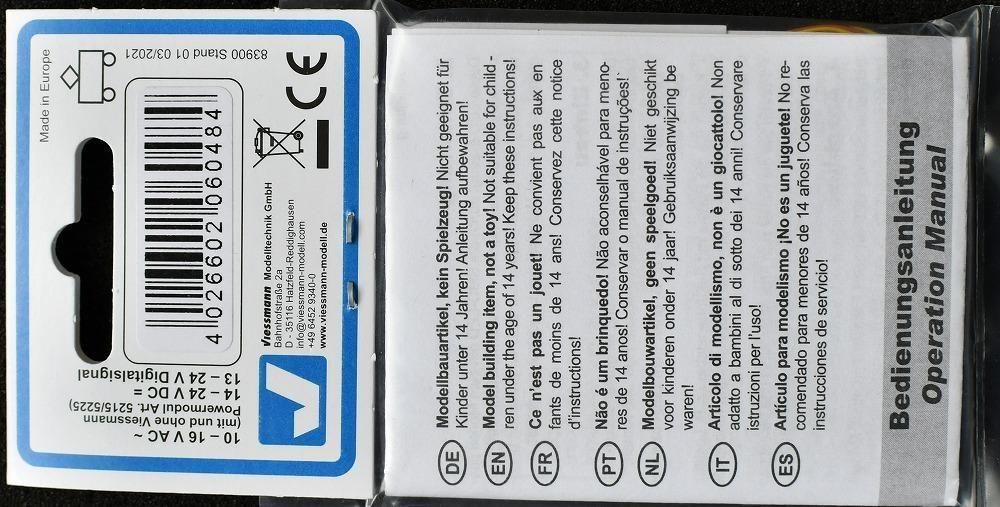 Made in Europe
83900 Stand 01 03/2021
CE
4 026602 060484
Viessmann Modelltechnik GmbH
Bahnhofstraße 2a
D - 35116 Hatzfeld-Reddighausen
info@viessmann-modell.com
+49 6452 9340-0
www.viessmann-modell.de
10 – 16 V AC ~
(mit und ohne Viessmann
Powermodul Art. 5215/5225)
14 – 24 V DC =
13 – 24 V Digitalsignal
DE Modellbauartikel, kein Spielzeug! Nicht geeignet für
Kinder unter 14 Jahren! Anleitung aufbewahren!
EN Model building item, not a toy! Not suitable for child-
ren under the age of 14 years! Keep these instructions!
FR Ce n'est pas un jouet! Ne convient pas aux en
fants de moins de 14 ans! Conservez cette notice
d'instructions!
PT Não é um brinquedo! Não aconselhável para meno-
res de 14 anos! Conservar o manual de instruções!
NL Modelbouwartikel, geen speelgoed! Niet geschikt
voor kinderen onder 14 jaar! Gebruiksaanwijzing be
waren!
IT Articolo di modellismo, non è un giocattolo! Non
adatto a bambini al di sotto dei 14 anni! Conservare
istruzioni per l'uso!
ES Artículo para modelismo ¡No es un juguete! No re-
comendado para menores de 14 años! Conserva las
instrucciones de servicio!
Bedienungsanleitung
Operation Manual